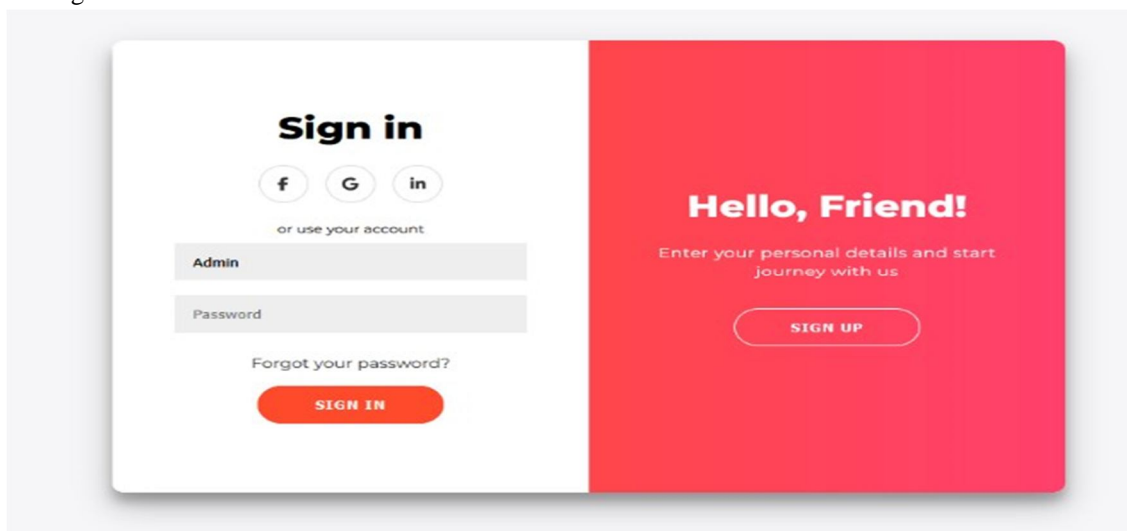 Sign in
f G in
or use your account
Admin
Password
Forgot your password?
SIGN IN
Hello, Friend!
Enter your personal details and start
journey with us
SIGN UP